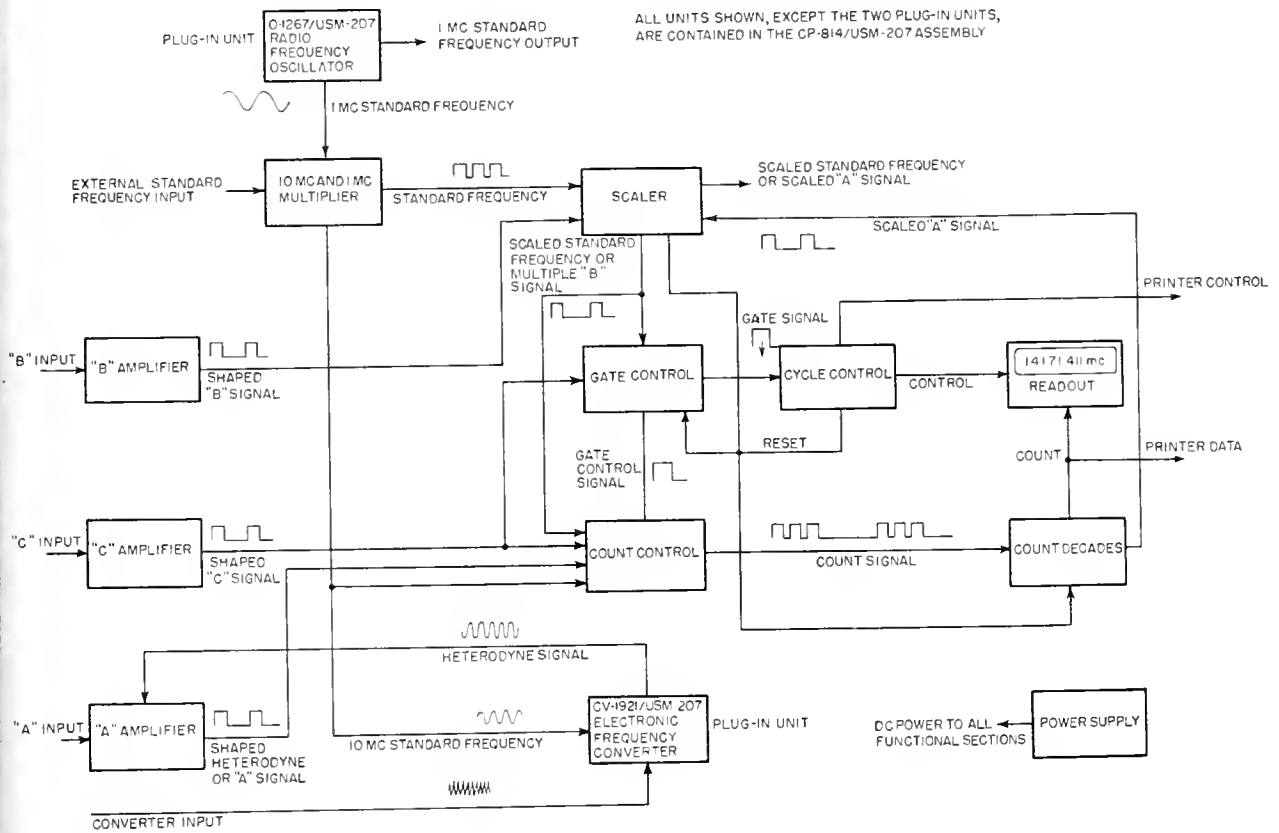 PLUG-IN UNIT
O-1267/USM-207
RADIO
FREQUENCY
OSCILLATOR
1 MC STANDARD
FREQUENCY OUTPUT
ALL UNITS SHOWN, EXCEPT THE TWO PLUG-IN UNITS,
ARE CONTAINED IN THE CP-814/USM-207 ASSEMBLY
1 MC STANDARD FREQUENCY
EXTERNAL STANDARD
FREQUENCY INPUT
10 MC AND 1 MC
MULTIPLIER
STANDARD FREQUENCY
SCALER
SCALED STANDARD FREQUENCY
OR SCALED "A" SIGNAL
SCALED "A" SIGNAL
SCALED STANDARD
FREQUENCY OR
MULTIPLE "B"
SIGNAL
PRINTER CONTROL
GATE SIGNAL
"B" INPUT
"B" AMPLIFIER
SHAPED
"B" SIGNAL
GATE CONTROL
CYCLE CONTROL
CONTROL
14171411 mc
READOUT
RESET
GATE
CONTROL
SIGNAL
COUNT
PRINTER DATA
"C" INPUT
"C" AMPLIFIER
SHAPED
"C" SIGNAL
COUNT CONTROL
COUNT SIGNAL
COUNT DECADES
HETERODYNE SIGNAL
"A" INPUT
"A" AMPLIFIER
SHAPED
HETERODYNE
OR "A" SIGNAL
10 MC STANDARD FREQUENCY
CV-1921/USM 207
ELECTRONIC
FREQUENCY
CONVERTER
PLUG-IN UNIT
DC POWER TO ALL
FUNCTIONAL SECTIONS
POWER SUPPLY
CONVERTER INPUT